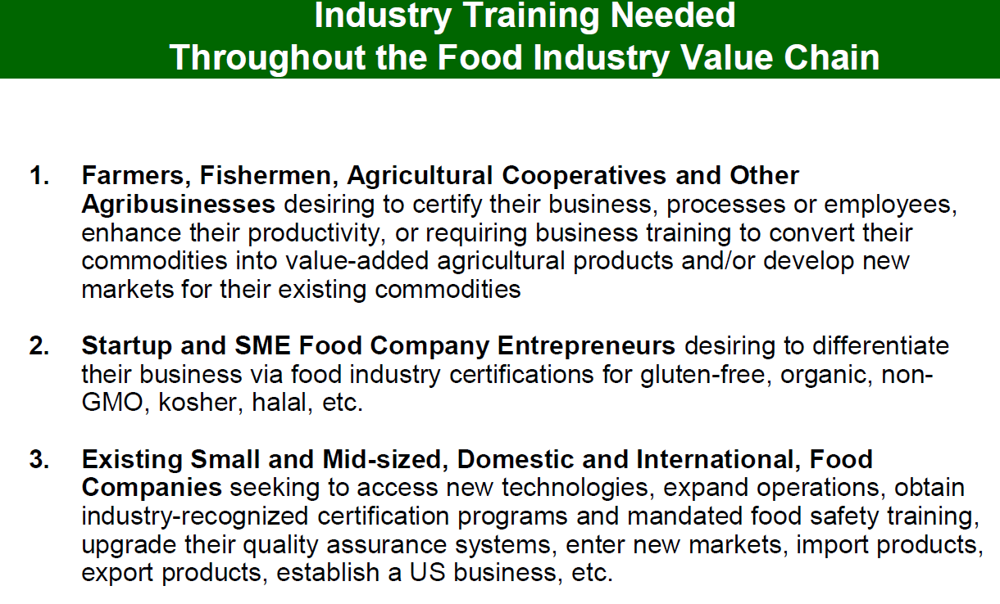 Industry Training Needed
Throughout the Food Industry Value Chain
1. Farmers, Fishermen, Agricultural Cooperatives and Other
Agribusinesses desiring to certify their business, processes or employees,
enhance their productivity, or requiring business training to convert their
commodities into value-added agricultural products and/or develop new
markets for their existing commodities
2. Startup and SME Food Company Entrepreneurs desiring to differentiate
their business via food industry certifications for gluten-free, organic, non-
GMO, kosher, halal, etc.
3. Existing Small and Mid-sized, Domestic and International, Food
Companies seeking to access new technologies, expand operations, obtain
industry-recognized certification programs and mandated food safety training,
upgrade their quality assurance systems, enter new markets, import products,
export products, establish a US business, etc.